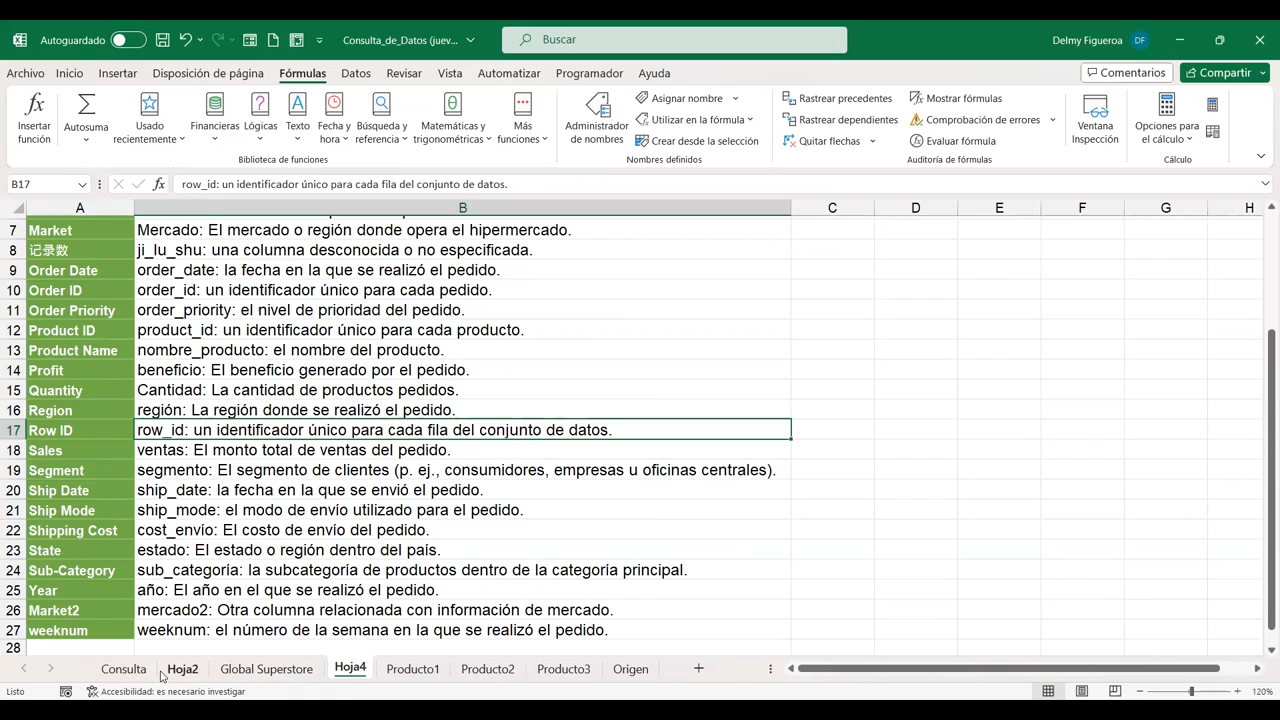 Autoguardado
Consulta_de_Datos (juev...
Buscar
Delmy Figueroa
DF
Archivo Inicio Insertar Disposición de página Fórmulas Datos Revisar Vista Automatizar Programador Ayuda
Comentarios
Compartir
Insertar función
Autosuma
Usado recientemente
Financieras
Lógicas
Texto
Fecha y hora
Búsqueda y referencia
Matemáticas y trigonométricas
Más funciones
Biblioteca de funciones
Administrador de nombres
Asignar nombre
Utilizar en la fórmula
Crear desde la selección
Nombres definidos
Rastrear precedentes
Rastrear dependientes
Quitar flechas
Mostrar fórmulas
Comprobación de errores
Evaluar fórmula
Auditoría de fórmulas
Ventana Inspección
Opciones para el cálculo
Cálculo
B17
fx
row_id: un identificador único para cada fila del conjunto de datos.
A B C D E F G H
7 Market Mercado: El mercado o región donde opera el hipermercado.
8 记录数 ji_lu_shu: una columna desconocida o no especificada.
9 Order Date order_date: la fecha en la que se realizó el pedido.
10 Order ID order_id: un identificador único para cada pedido.
11 Order Priority order_priority: el nivel de prioridad del pedido.
12 Product ID product_id: un identificador único para cada producto.
13 Product Name nombre_producto: el nombre del producto.
14 Profit beneficio: El beneficio generado por el pedido.
15 Quantity Cantidad: La cantidad de productos pedidos.
16 Region región: La región donde se realizó el pedido.
17 Row ID row_id: un identificador único para cada fila del conjunto de datos.
18 Sales ventas: El monto total de ventas del pedido.
19 Segment segmento: El segmento de clientes (p. ej., consumidores, empresas u oficinas centrales).
20 Ship Date ship_date: la fecha en la que se envió el pedido.
21 Ship Mode ship_mode: el modo de envío utilizado para el pedido.
22 Shipping Cost cost_envío: El costo de envío del pedido.
23 State estado: El estado o región dentro del país.
24 Sub-Category sub_categoría: la subcategoría de productos dentro de la categoría principal.
25 Year año: El año en el que se realizó el pedido.
26 Market2 mercado2: Otra columna relacionada con información de mercado.
27 weeknum weeknum: el número de la semana en la que se realizó el pedido.
28
Consulta Hoja2 Global Superstore Hoja4 Producto1 Producto2 Producto3 Origen
Listo
Accesibilidad: es necesario investigar
120%